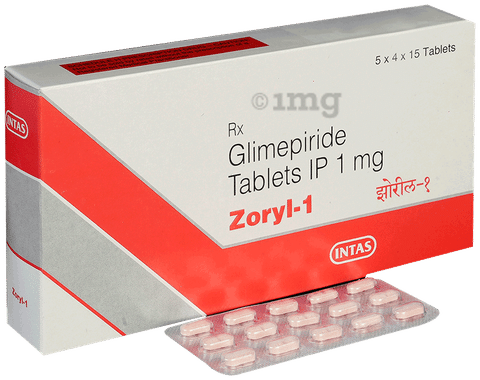 5 x 4 x 15 Tablets
©1mg
Rx
Glimepiride
Tablets IP 1 mg
Zoryl-1
झोरील-१
INTAS
INTAS
Zoryl-1